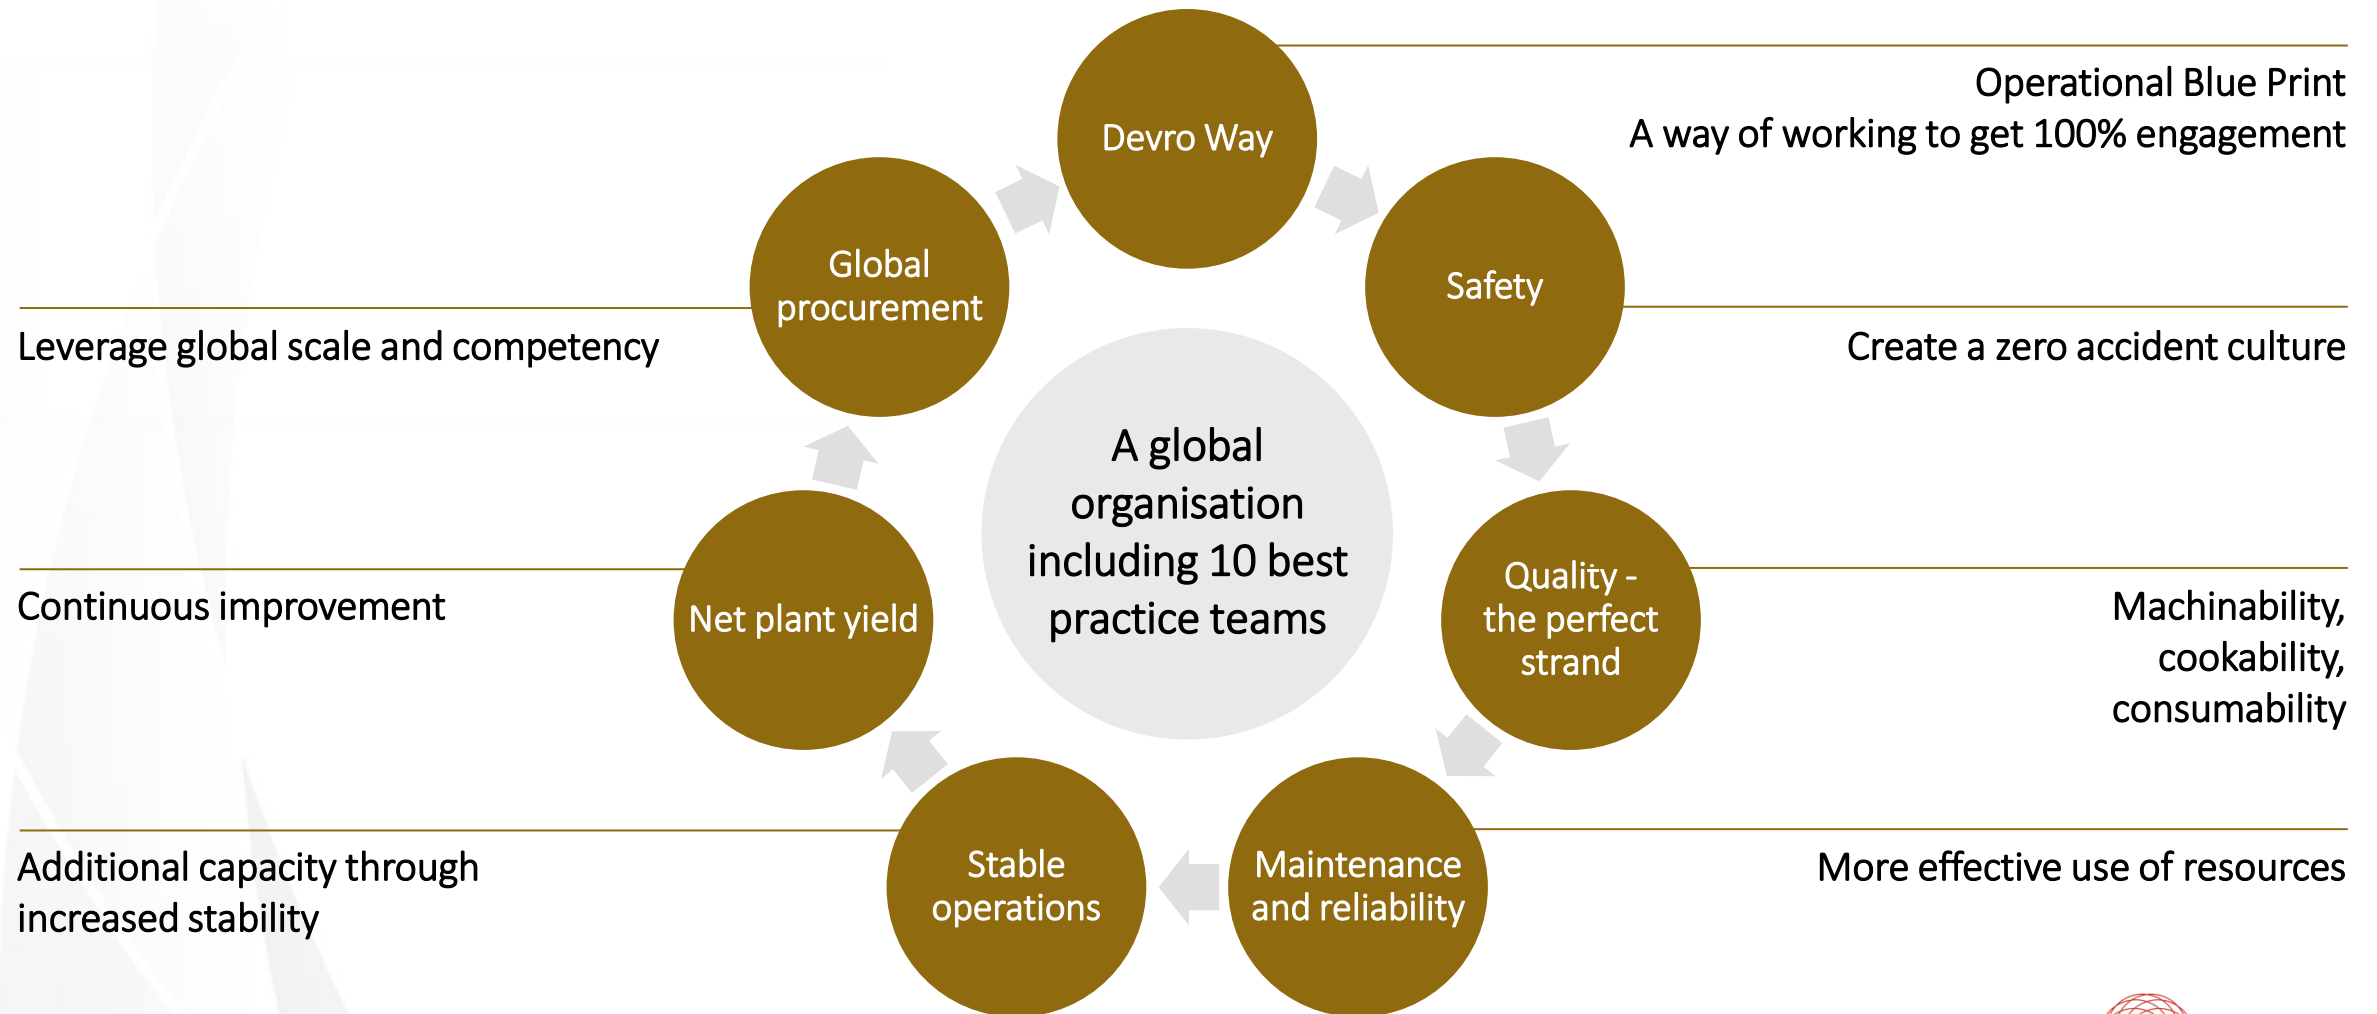 Devro Way
Operational Blue Print
A way of working to get 100% engagement
Safety
Create a zero accident culture
Quality -
the perfect
strand
Machinability,
cookability,
consumability
Maintenance
and reliability
More effective use of resources
Stable
operations
Additional capacity through
increased stability
Net plant yield
Continuous improvement
Global
procurement
Leverage global scale and competency
A global
organisation
including 10 best
practice teams